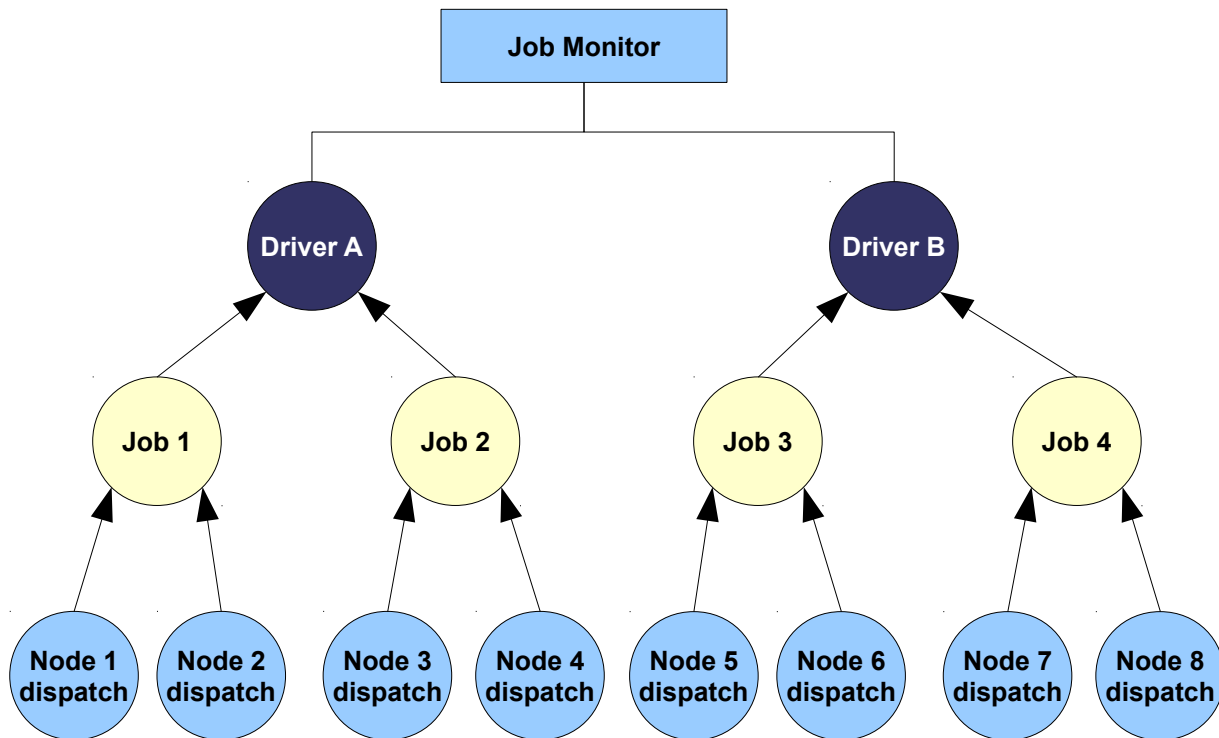 Job Monitor
Driver A
Driver B
Job 1
Job 2
Job 3
Job 4
Node 1
dispatch
Node 2
dispatch
Node 3
dispatch
Node 4
dispatch
Node 5
dispatch
Node 6
dispatch
Node 7
dispatch
Node 8
dispatch